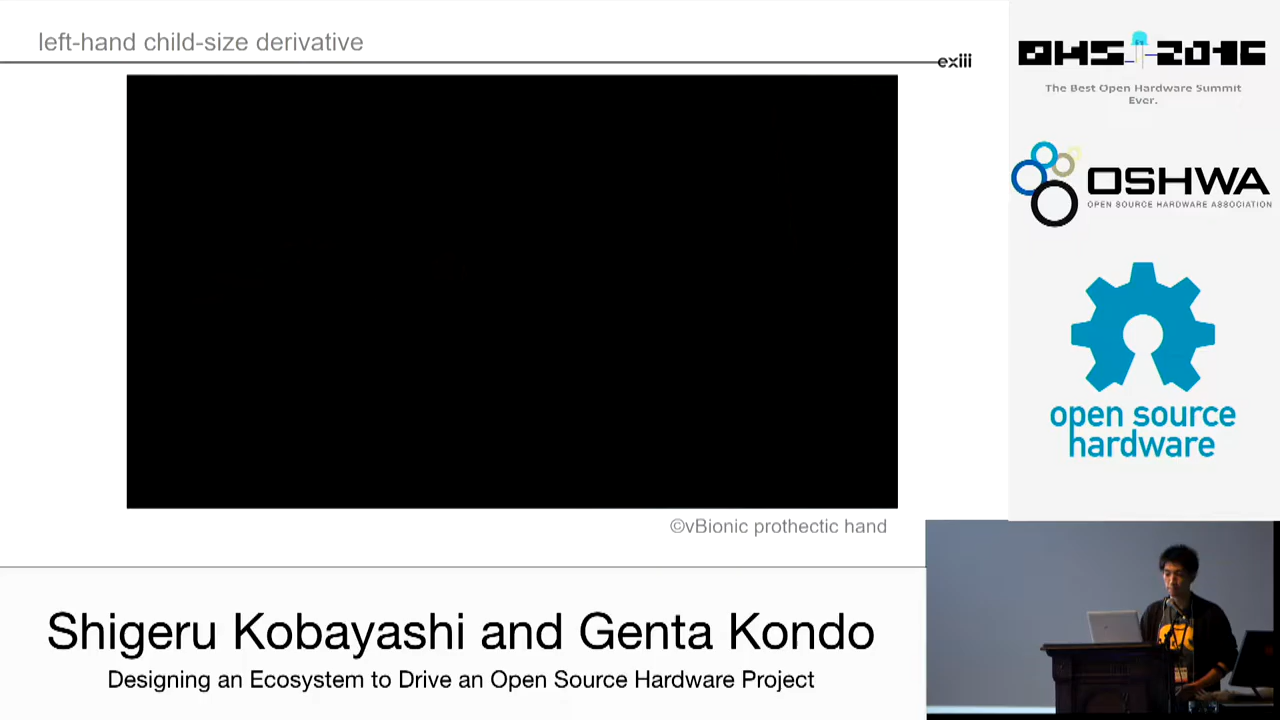 left-hand child-size derivative
exiii
©vBionic prothectic hand
Shigeru Kobayashi and Genta Kondo
Designing an Ecosystem to Drive an Open Source Hardware Project
OHS 2016
The Best Open Hardware Summit
Ever.
OSHWA
OPEN SOURCE HARDWARE ASSOCIATION
open source
hardware